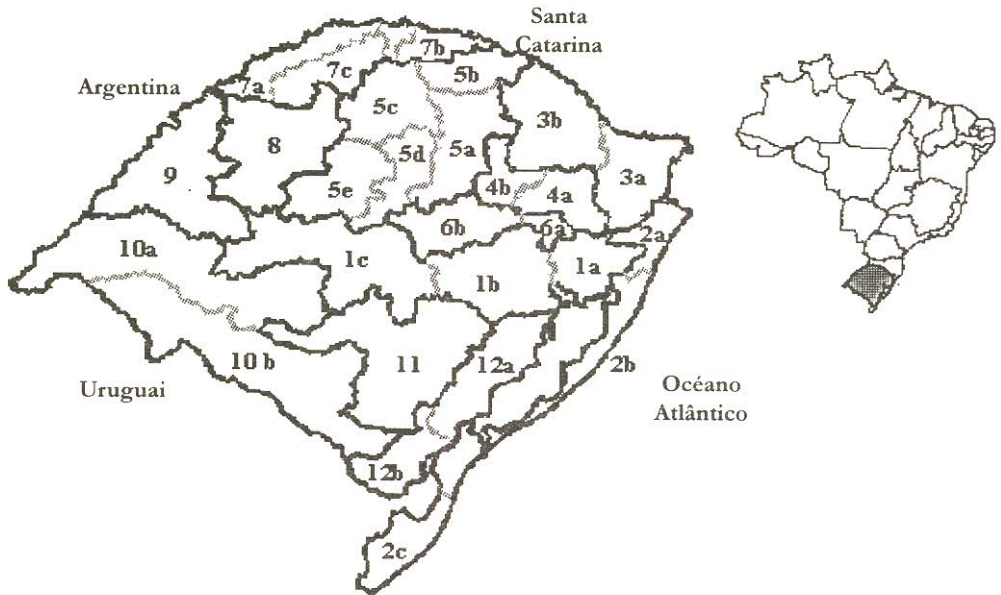 Santa
Catarina
Argentina
7b
7a
7c
5b
5c
3b
8
5d
5a
9
5e
4b
4a
3a
6b
6a
2a
10a
1c
1b
1a
10 b
11
12a
2b
Uruguai
Océano
Atlântico
12b
2c